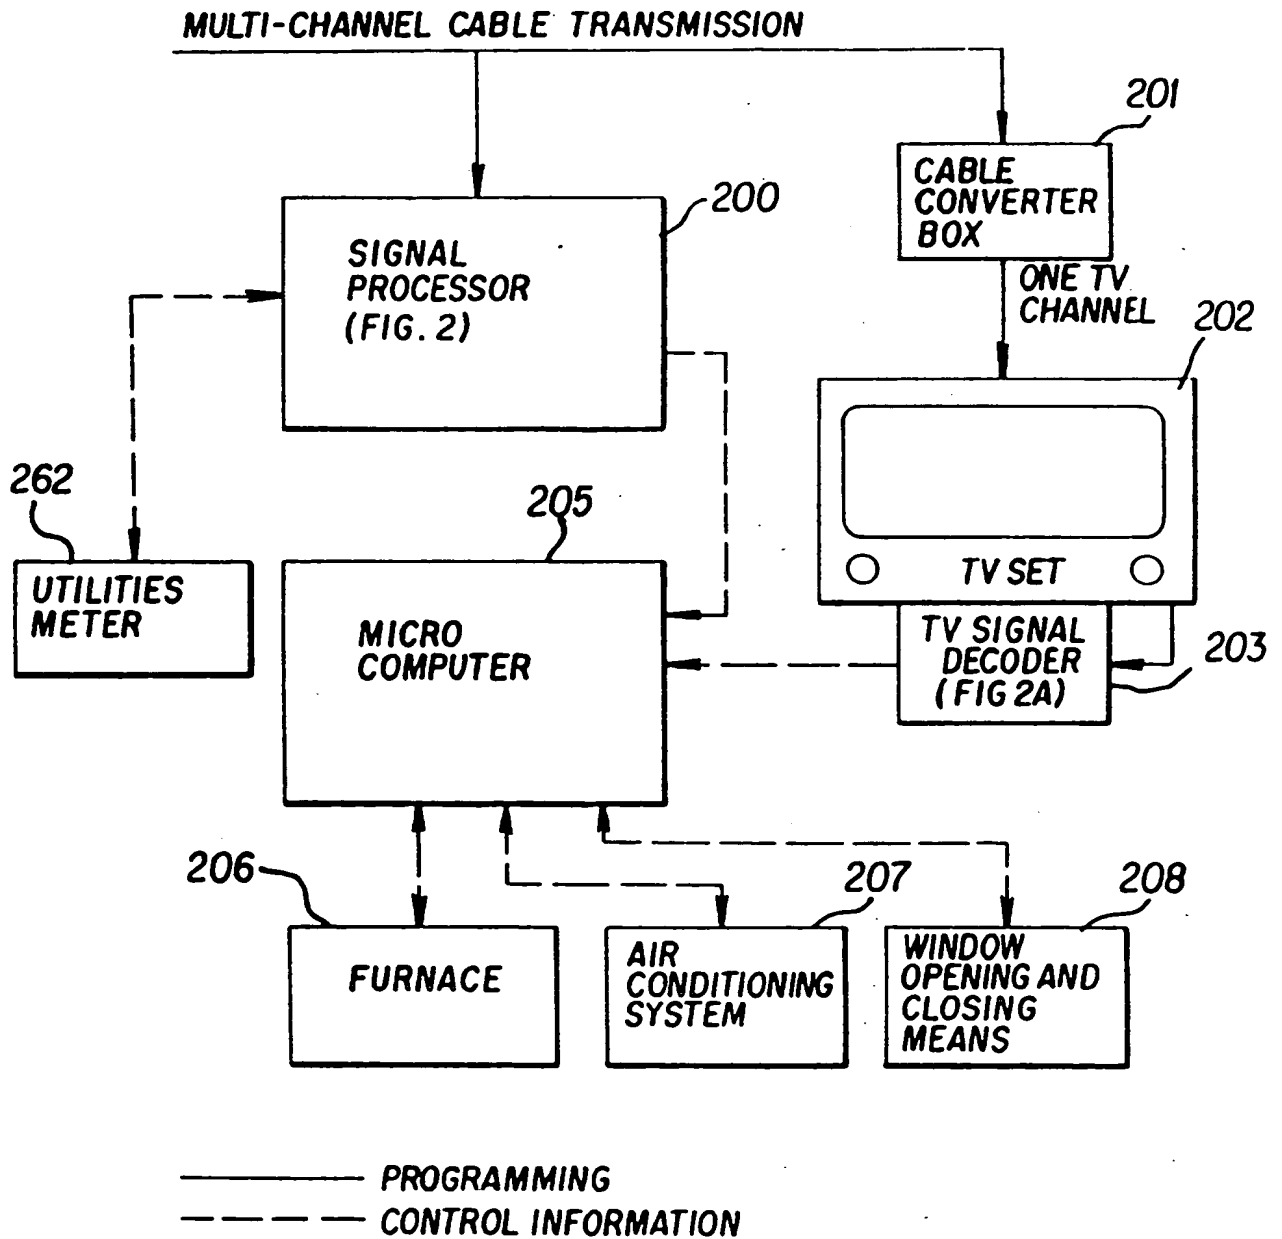 MULTI-CHANNEL CABLE TRANSMISSION
201
CABLE
CONVERTER
BOX
200
SIGNAL
PROCESSOR
(FIG. 2)
ONE TV
CHANNEL
202
TV SET
262
UTILITIES
METER
205
MICRO
COMPUTER
TV SIGNAL
DECODER
(FIG 2A)
203
206
FURNACE
207
AIR
CONDITIONING
SYSTEM
208
WINDOW
OPENING AND
CLOSING
MEANS
PROGRAMMING
CONTROL INFORMATION